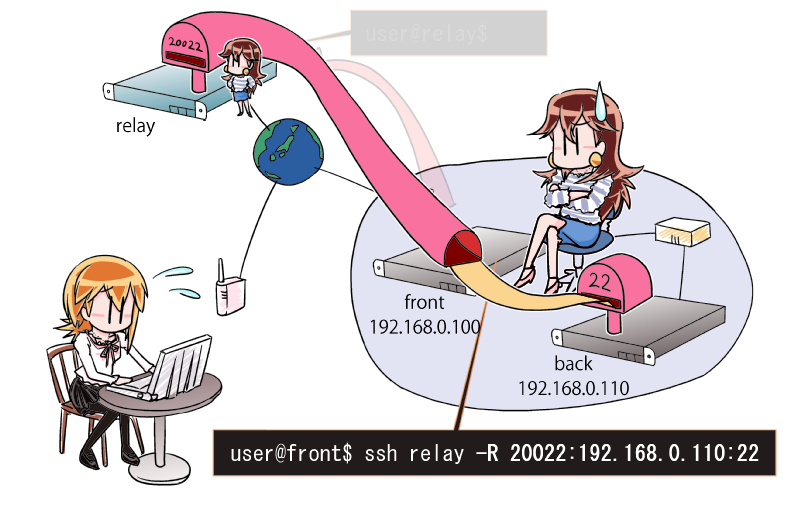 20022
user@relay$
relay
front
192.168.0.100
22
back
192.168.0.110
user@front$ ssh relay -R 20022:192.168.0.110:22